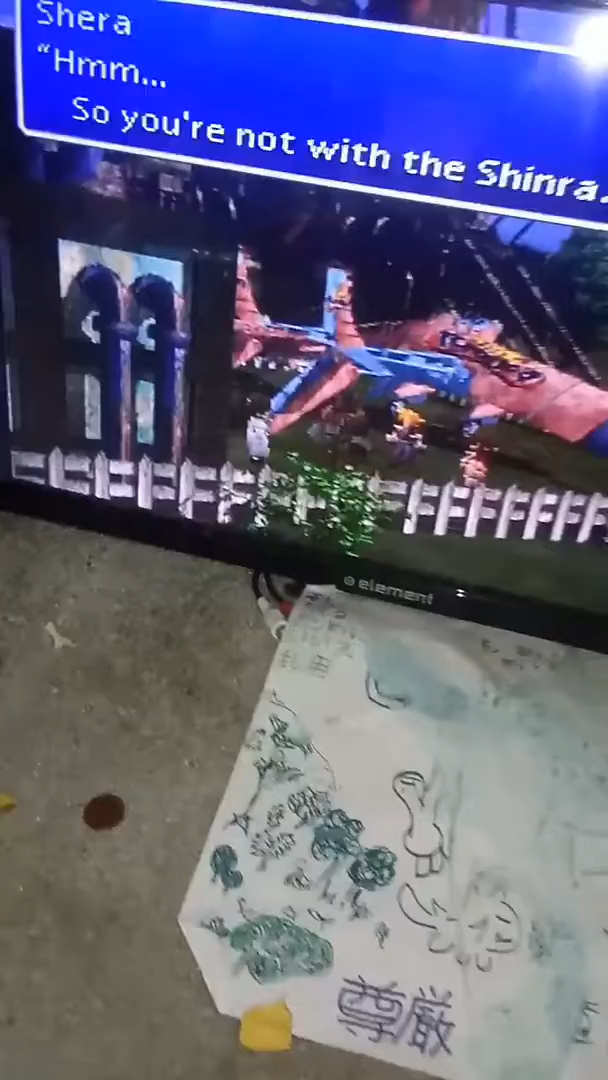 Shera
“Hmm...
So you're not with the Shinra.
element
尊厳